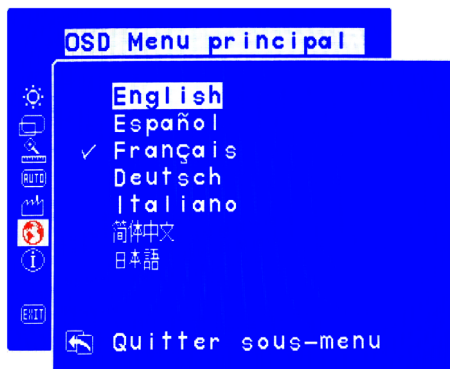 OSD Menu principal
English
Español
✓ Français
Deutsch
Italiano
简体中文
日本語
AUTO
EXIT
Quitter sous-menu